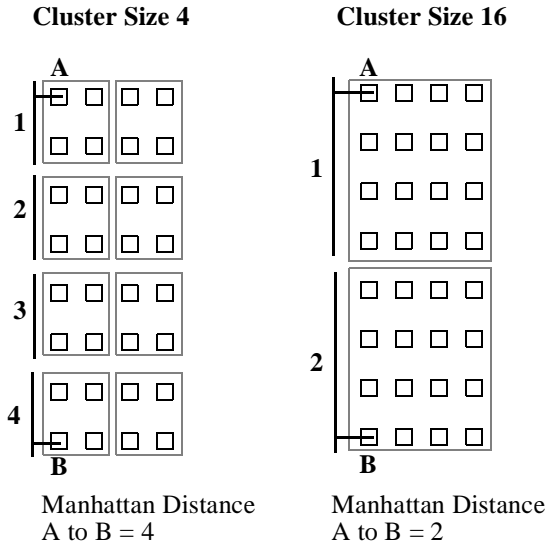 Cluster Size 4
Cluster Size 16
A
1
2
3
4
B
A
1
2
B
Manhattan Distance
A to B = 4
Manhattan Distance
A to B = 2